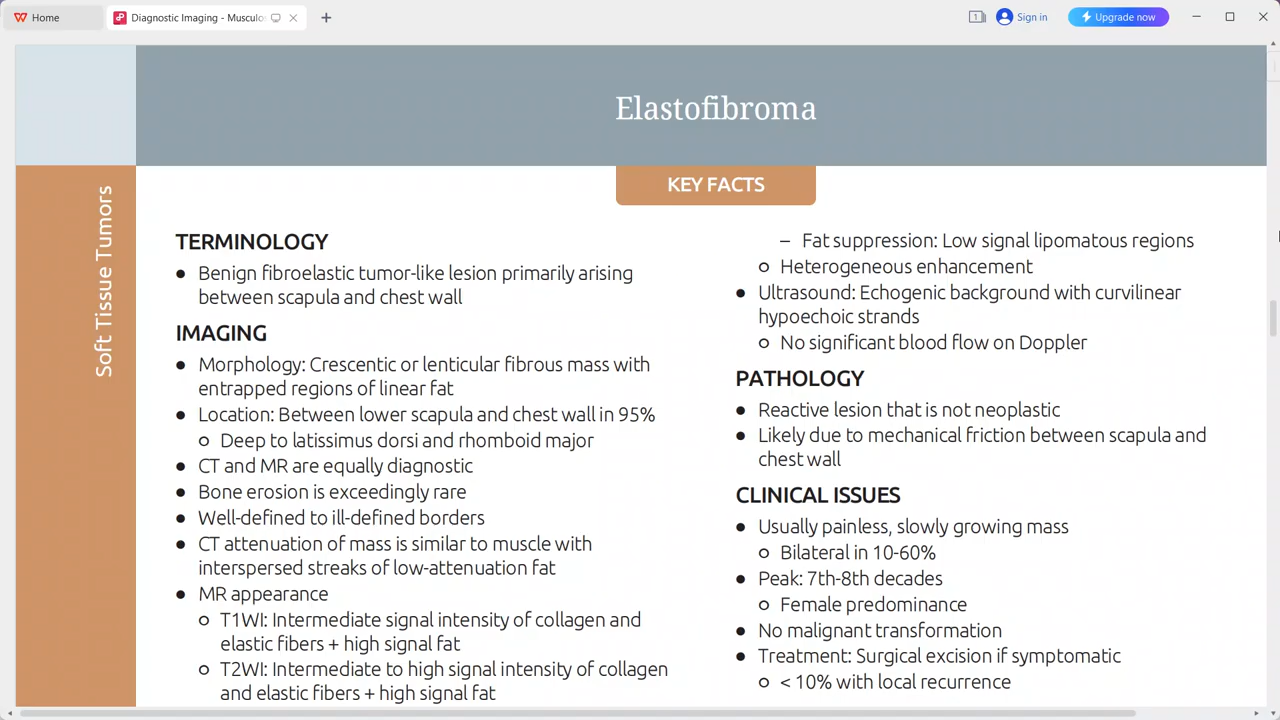 Home
Diagnostic Imaging - Musculos
1
Sign in
Upgrade now
Elastofibroma
Soft Tissue Tumors
KEY FACTS
TERMINOLOGY
● Benign fibroelastic tumor-like lesion primarily arising
between scapula and chest wall
IMAGING
● Morphology: Crescentic or lenticular fibrous mass with
entrapped regions of linear fat
● Location: Between lower scapula and chest wall in 95%
○ Deep to latissimus dorsi and rhomboid major
● CT and MR are equally diagnostic
● Bone erosion is exceedingly rare
● Well-defined to ill-defined borders
● CT attenuation of mass is similar to muscle with
interspersed streaks of low-attenuation fat
● MR appearance
○ T1WI: Intermediate signal intensity of collagen and
elastic fibers + high signal fat
○ T2WI: Intermediate to high signal intensity of collagen
and elastic fibers + high signal fat
– Fat suppression: Low signal lipomatous regions
○ Heterogeneous enhancement
● Ultrasound: Echogenic background with curvilinear
hypoechoic strands
○ No significant blood flow on Doppler
PATHOLOGY
● Reactive lesion that is not neoplastic
● Likely due to mechanical friction between scapula and
chest wall
CLINICAL ISSUES
● Usually painless, slowly growing mass
○ Bilateral in 10-60%
● Peak: 7th-8th decades
○ Female predominance
● No malignant transformation
● Treatment: Surgical excision if symptomatic
○ < 10% with local recurrence